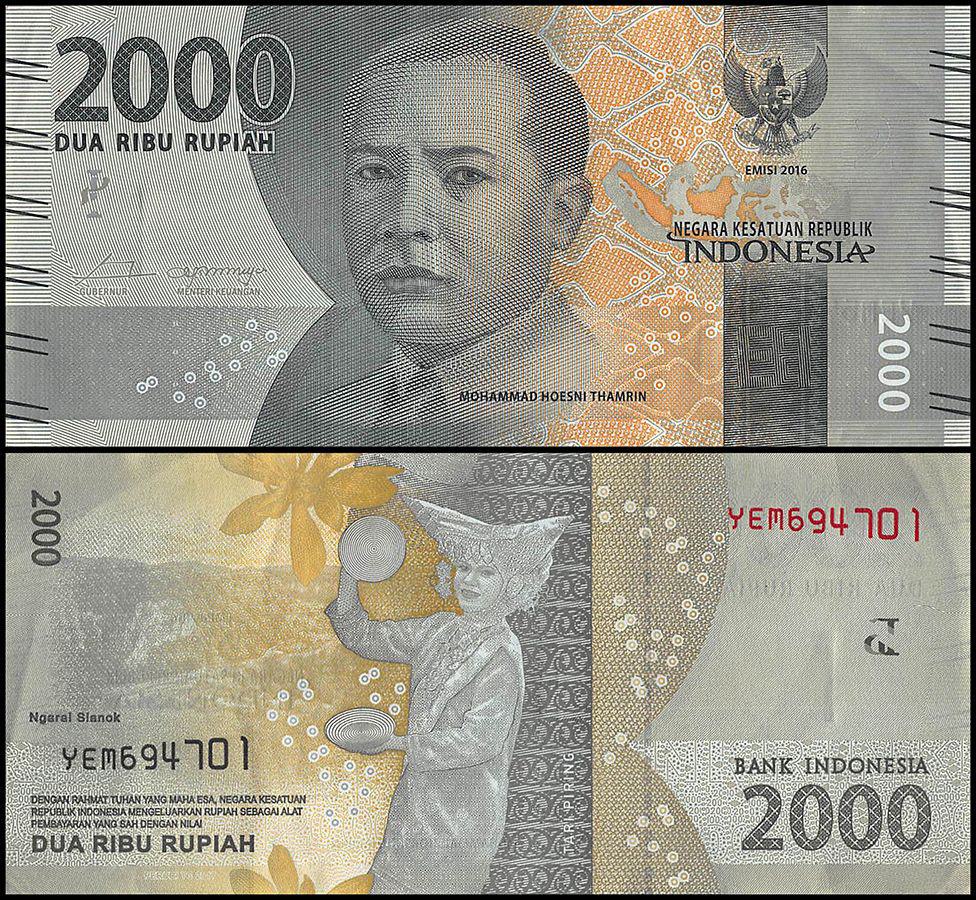 2000
DUA RIBU RUPIAH
GUBERNUR
MENTERI KEUANGAN
MOHAMMAD HOESNI THAMRIN
EMISI 2016
NEGARA KESATUAN REPUBLIK
INDONESIA
2000
2000
Ngarai Sianok
YEM694701
DENGAN RAHMAT TUHAN YANG MAHA ESA, NEGARA KESATUAN
REPUBLIK INDONESIA MENGELUARKAN RUPIAH SEBAGAI ALAT
PEMBAYARAN YANG SAH DENGAN NILAI
DUA RIBU RUPIAH
TARI PIRING
YEM694701
BANK INDONESIA
2000